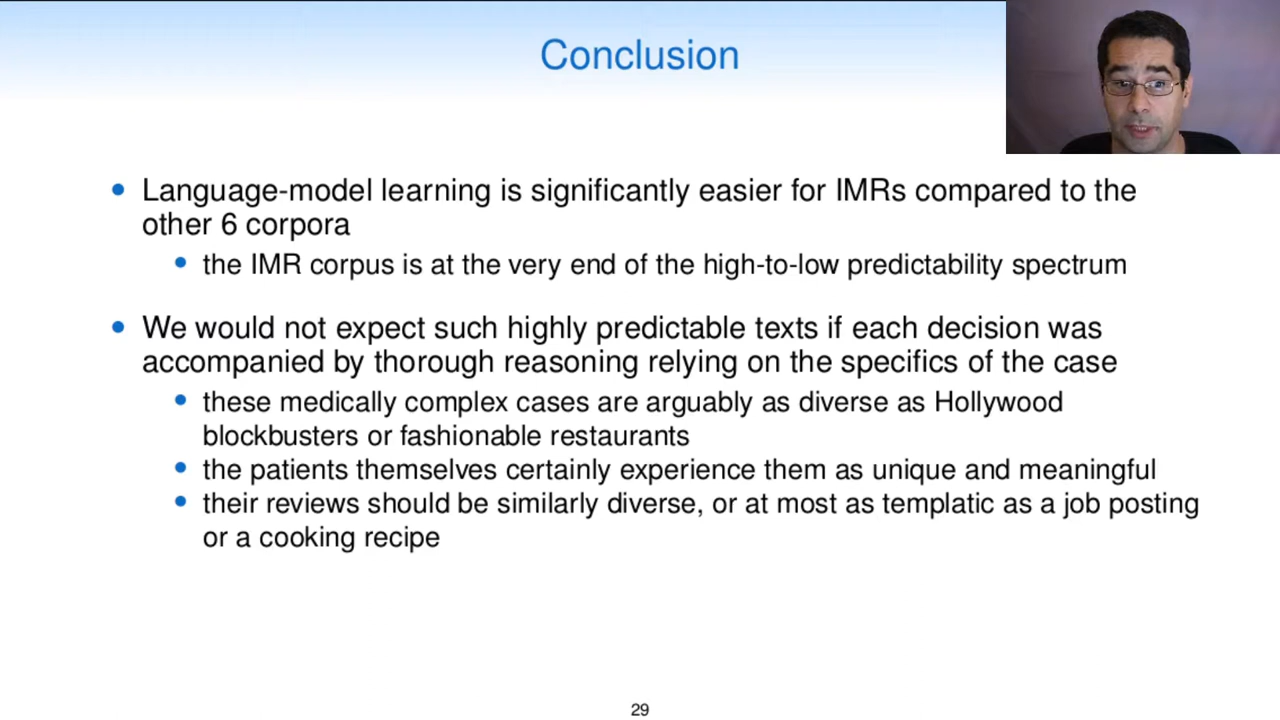 Conclusion
• Language-model learning is significantly easier for IMRs compared to the
other 6 corpora
• the IMR corpus is at the very end of the high-to-low predictability spectrum
• We would not expect such highly predictable texts if each decision was
accompanied by thorough reasoning relying on the specifics of the case
• these medically complex cases are arguably as diverse as Hollywood
blockbusters or fashionable restaurants
• the patients themselves certainly experience them as unique and meaningful
• their reviews should be similarly diverse, or at most as templatic as a job posting
or a cooking recipe
29